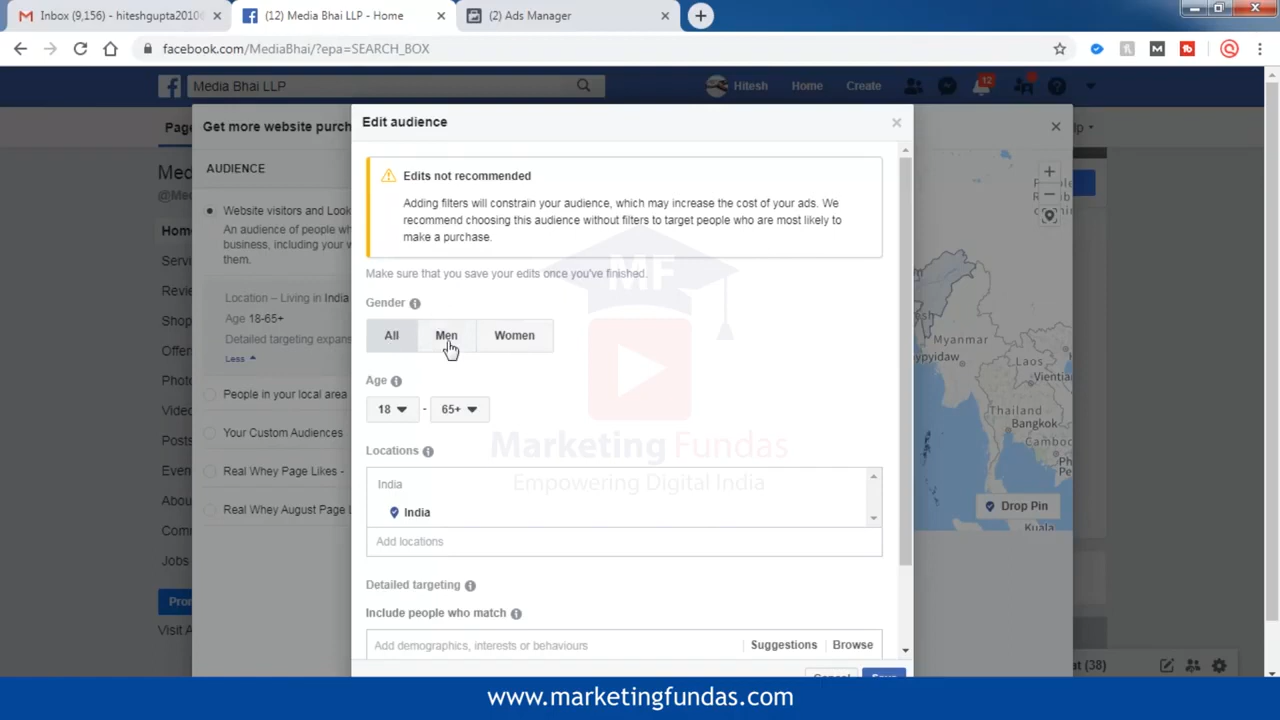 Inbox (9,156) - hiteshgupta2010
(12) Media Bhai LLP - Home
(2) Ads Manager
facebook.com/MediaBhai/?epa=SEARCH_BOX
Media Bhai LLP
Hitesh
Home
Create
12
Get more website purch
Edit audience
AUDIENCE
Edits not recommended
Adding filters will constrain your audience, which may increase the cost of your ads. We
recommend choosing this audience without filters to target people who are most likely to
make a purchase.
Make sure that you save your edits once you've finished.
Website visitors and Look
An audience of people wh
business, including your w
them.
Location – Living in India
Age 18-65+
Detailed targeting expans
Less
People in your local area
Your Custom Audiences
Real Whey Page Likes -
Real Whey August Page L
Gender
All
Men
Women
Age
18
-
65+
Locations
India
India
Add locations
Detailed targeting
Include people who match
Add demographics, interests or behaviours
Suggestions
Browse
MF
Marketing Fundas
Empowering Digital India
Myanmar
Laos
Vientian
Thailand
Bangkok
Drop Pin
Kuala
www.marketingfundas.com